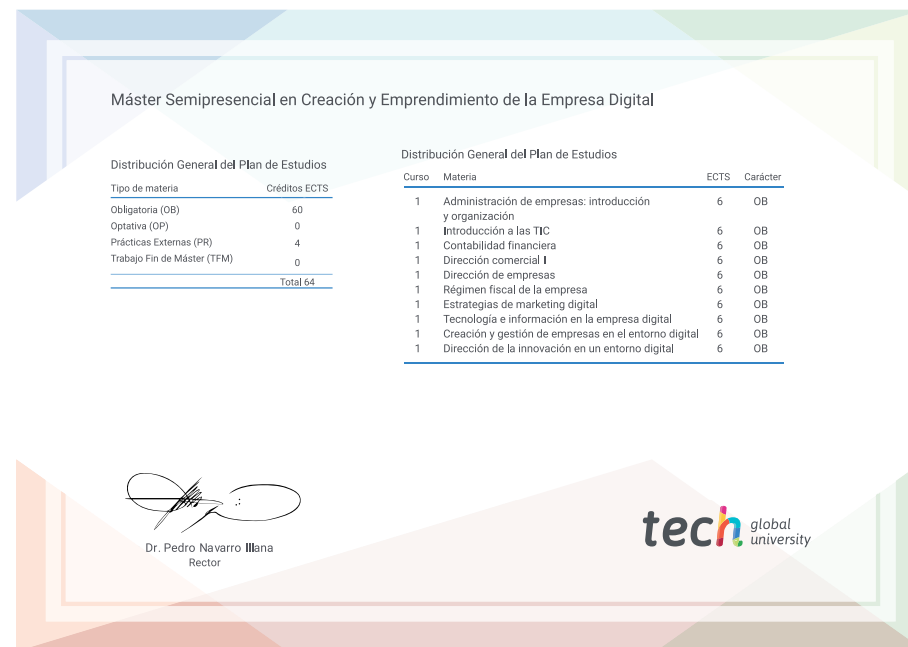 Máster Semipresencial en Creación y Emprendimiento de la Empresa Digital
Distribución General del Plan de Estudios
Tipo de materia Créditos ECTS
Obligatoria (OB) 60
Optativa (OP) 0
Prácticas Externas (PR) 4
Trabajo Fin de Máster (TFM) 0
Total 64
Distribución General del Plan de Estudios
Curso Materia ECTS Carácter
1 Administración de empresas: introducción 6 OB
y organización
1 Introducción a las TIC 6 OB
1 Contabilidad financiera 6 OB
1 Dirección comercial I 6 OB
1 Dirección de empresas 6 OB
1 Régimen fiscal de la empresa 6 OB
1 Estrategias de marketing digital 6 OB
1 Tecnología e información en la empresa digital 6 OB
1 Creación y gestión de empresas en el entorno digital 6 OB
1 Dirección de la innovación en un entorno digital 6 OB
Dr. Pedro Navarro Illana
Rector
tech global
university